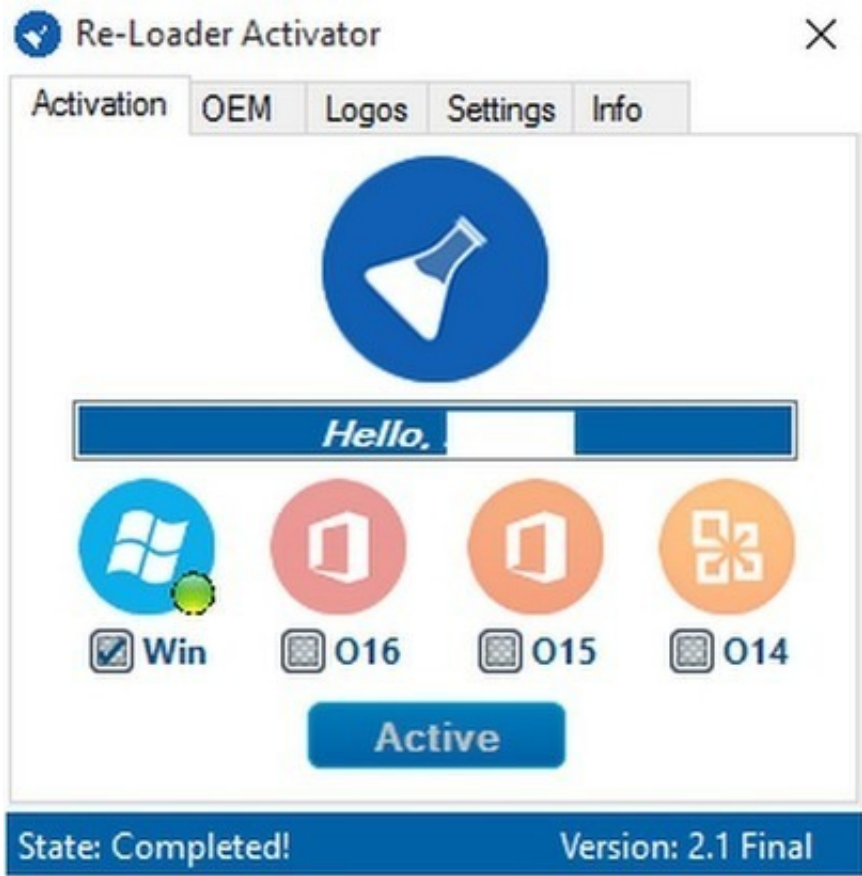 Re-Loader Activator
Activation OEM Logos Settings Info
Hello,
Win O16 O15 O14
Active
State: Completed! Version: 2.1 Final